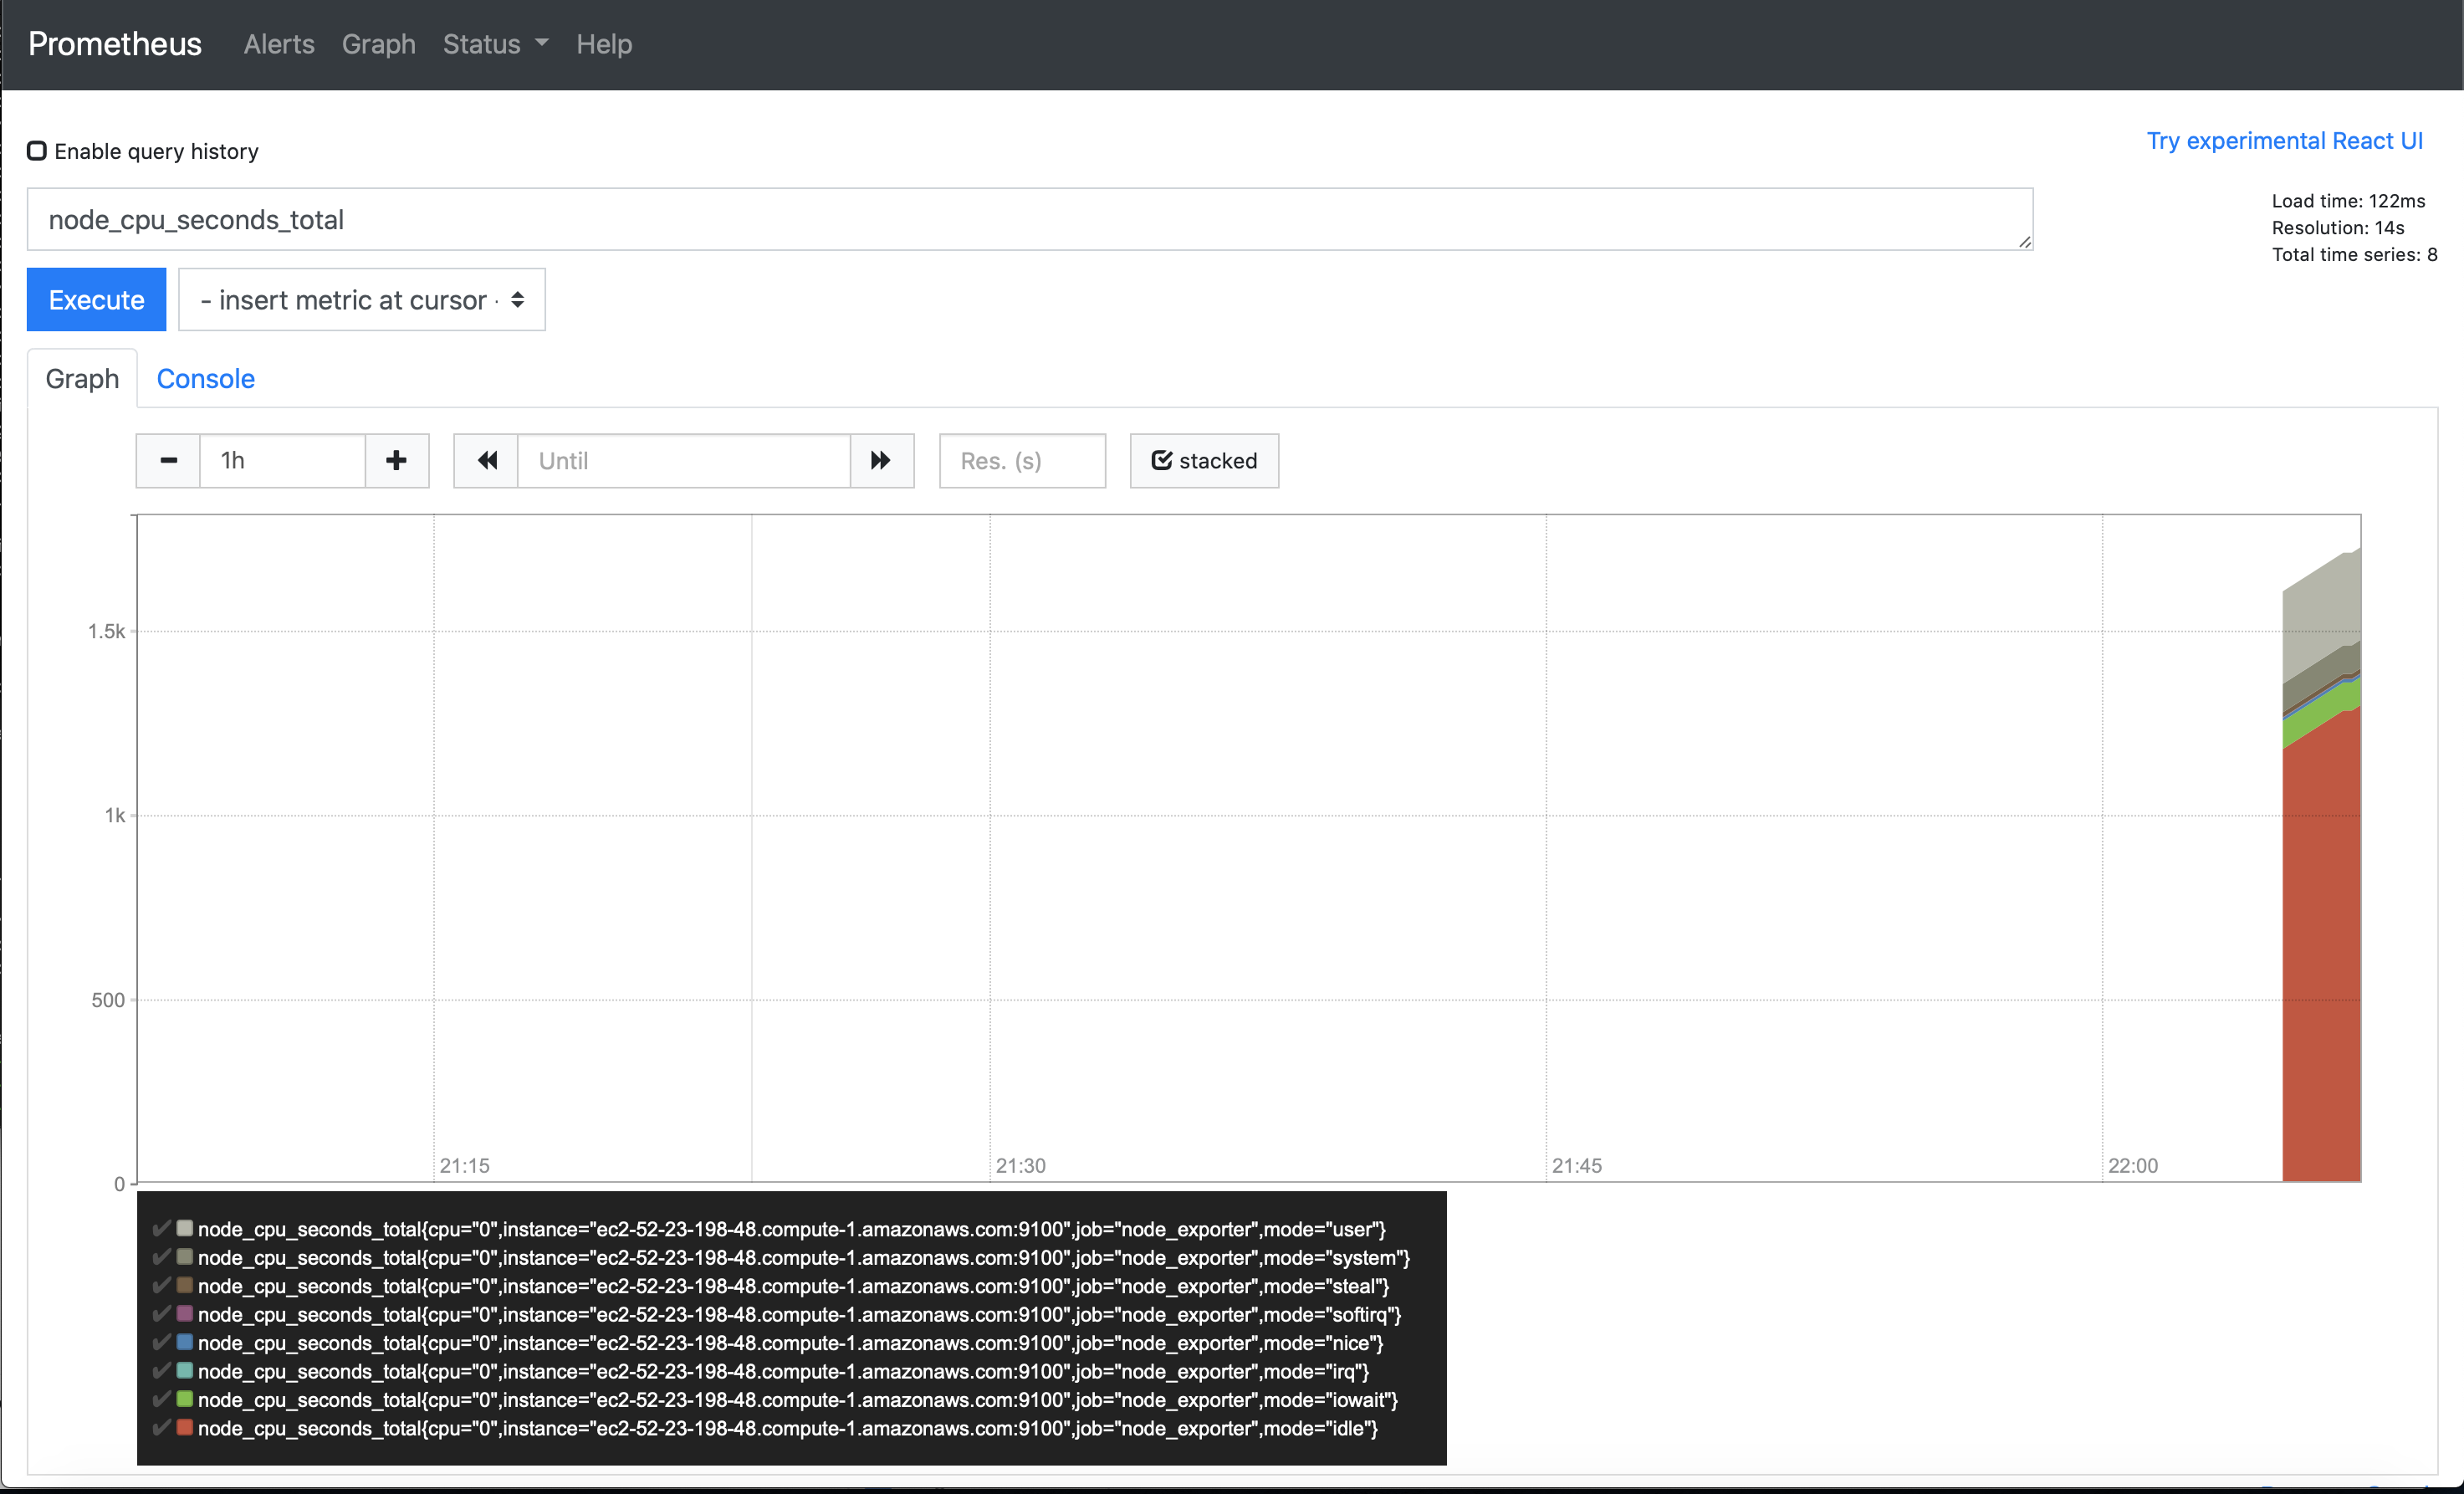 Prometheus Alerts Graph Status Help
Enable query history
Try experimental React UI
node_cpu_seconds_total
Load time: 122ms
Resolution: 14s
Total time series: 8
Execute
- insert metric at cursor -
Graph Console
1h
Until
Res. (s)
stacked
1.5k
1k
500
0
21:15
21:30
21:45
22:00
node_cpu_seconds_total{cpu="0",instance="ec2-52-23-198-48.compute-1.amazonaws.com:9100",job="node_exporter",mode="user"}
node_cpu_seconds_total{cpu="0",instance="ec2-52-23-198-48.compute-1.amazonaws.com:9100",job="node_exporter",mode="system"}
node_cpu_seconds_total{cpu="0",instance="ec2-52-23-198-48.compute-1.amazonaws.com:9100",job="node_exporter",mode="steal"}
node_cpu_seconds_total{cpu="0",instance="ec2-52-23-198-48.compute-1.amazonaws.com:9100",job="node_exporter",mode="softirq"}
node_cpu_seconds_total{cpu="0",instance="ec2-52-23-198-48.compute-1.amazonaws.com:9100",job="node_exporter",mode="nice"}
node_cpu_seconds_total{cpu="0",instance="ec2-52-23-198-48.compute-1.amazonaws.com:9100",job="node_exporter",mode="irq"}
node_cpu_seconds_total{cpu="0",instance="ec2-52-23-198-48.compute-1.amazonaws.com:9100",job="node_exporter",mode="iowait"}
node_cpu_seconds_total{cpu="0",instance="ec2-52-23-198-48.compute-1.amazonaws.com:9100",job="node_exporter",mode="idle"}